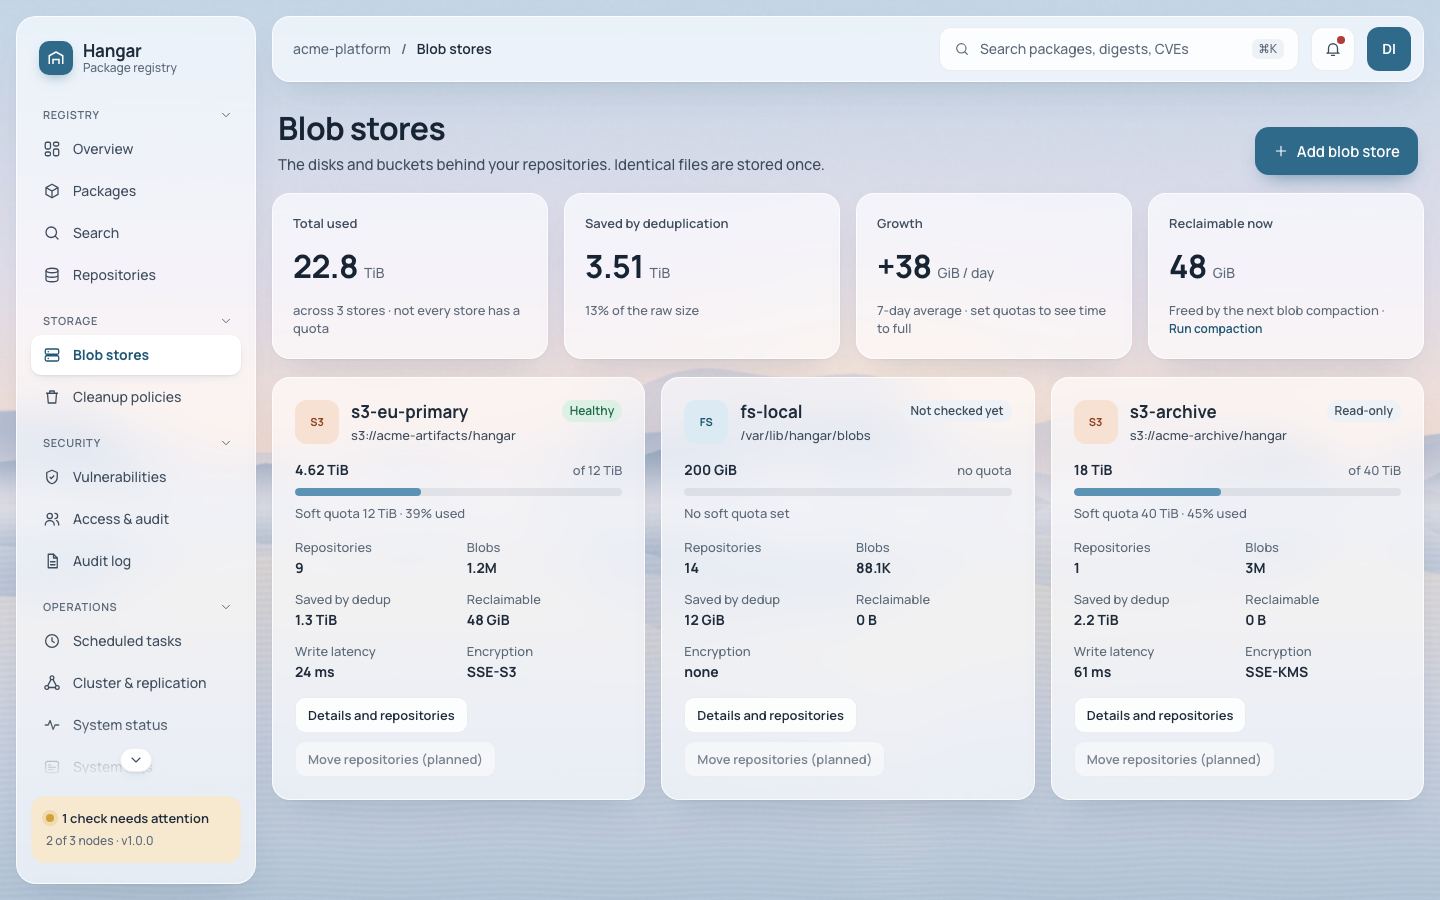 Hangar
Package registry
REGISTRY
Overview
Packages
Search
Repositories
STORAGE
Blob stores
Cleanup policies
SECURITY
Vulnerabilities
Access & audit
Audit log
OPERATIONS
Scheduled tasks
Cluster & replication
System status
System
1 check needs attention
2 of 3 nodes · v1.0.0
acme-platform / Blob stores
Search packages, digests, CVEs ⌘K
DI
Blob stores
The disks and buckets behind your repositories. Identical files are stored once.
+ Add blob store
Total used
22.8 TiB
across 3 stores · not every store has a
quota
Saved by deduplication
3.51 TiB
13% of the raw size
Growth
+38 GiB / day
7-day average · set quotas to see time
to full
Reclaimable now
48 GiB
Freed by the next blob compaction ·
Run compaction
S3
s3-eu-primary
Healthy
s3://acme-artifacts/hangar
4.62 TiB of 12 TiB
Soft quota 12 TiB · 39% used
Repositories Blobs
9 1.2M
Saved by dedup Reclaimable
1.3 TiB 48 GiB
Write latency Encryption
24 ms SSE-S3
Details and repositories
Move repositories (planned)
FS
fs-local
Not checked yet
/var/lib/hangar/blobs
200 GiB no quota
No soft quota set
Repositories Blobs
14 88.1K
Saved by dedup Reclaimable
12 GiB 0 B
Encryption
none
Details and repositories
Move repositories (planned)
S3
s3-archive
Read-only
s3://acme-archive/hangar
18 TiB of 40 TiB
Soft quota 40 TiB · 45% used
Repositories Blobs
1 3M
Saved by dedup Reclaimable
2.2 TiB 0 B
Write latency Encryption
61 ms SSE-KMS
Details and repositories
Move repositories (planned)